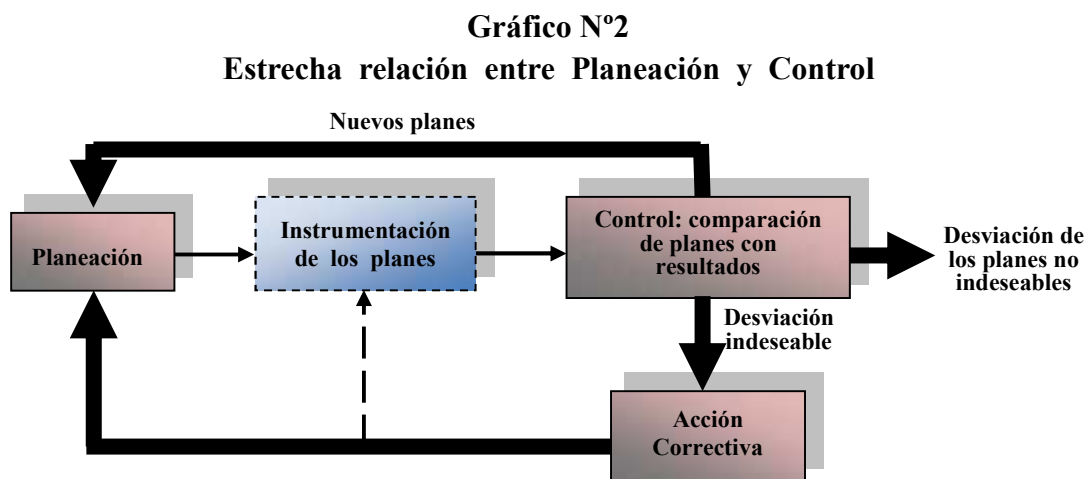 Gráfico Nº2
Estrecha relación entre Planeación y Control
Nuevos planes
Planeación
Instrumentación
de los planes
Control: comparación
de planes con
resultados
Desviación de
los planes no
indeseables
Desviación
indeseable
Acción
Correctiva